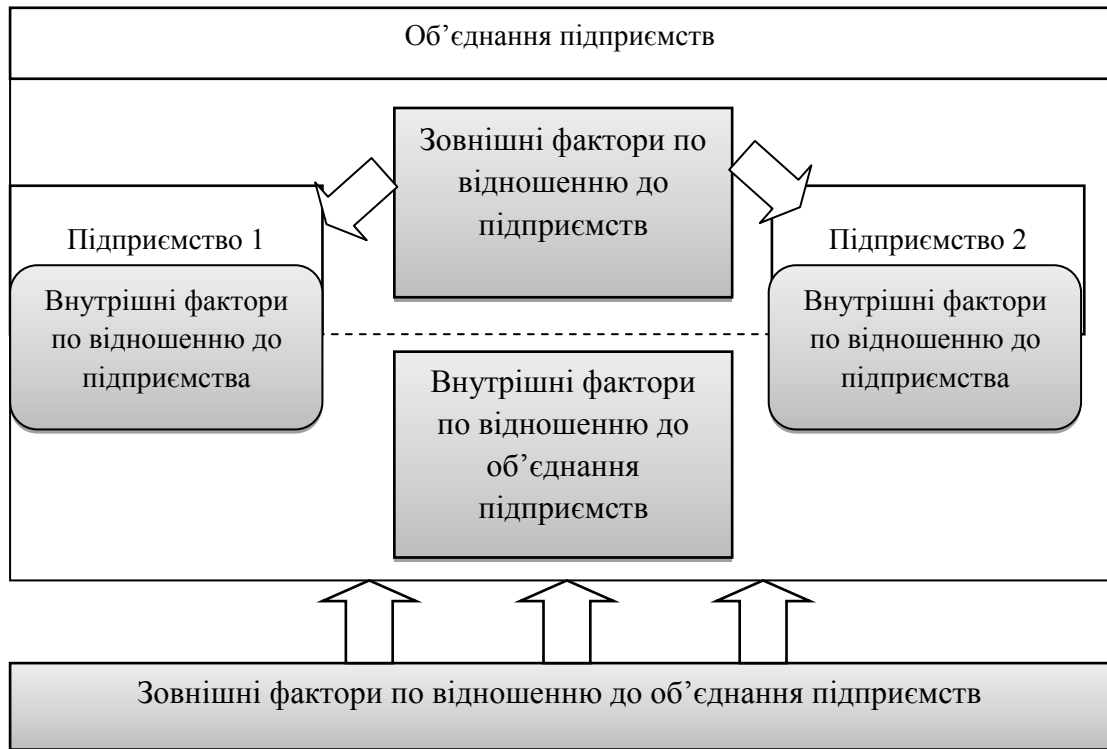 Об’єднання підприємств
Зовнішні фактори по
відношенню до
підприємств
Підприємство 1
Внутрішні фактори
по відношенню до
підприємства
Підприємство 2
Внутрішні фактори
по відношенню до
підприємства
Внутрішні фактори
по відношенню до
об’єднання
підприємств
Зовнішні фактори по відношенню до об’єднання підприємств